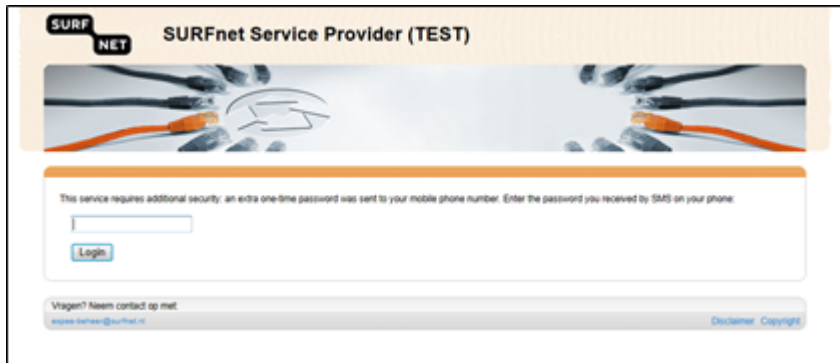 SURF
NET
SURFnet Service Provider (TEST)
This service requires additional security: an extra one-time password was sent to your mobile phone number. Enter the password you received by SMS on your phone:
Login
Vragen? Neem contact op met:
Disclaimer Copyright